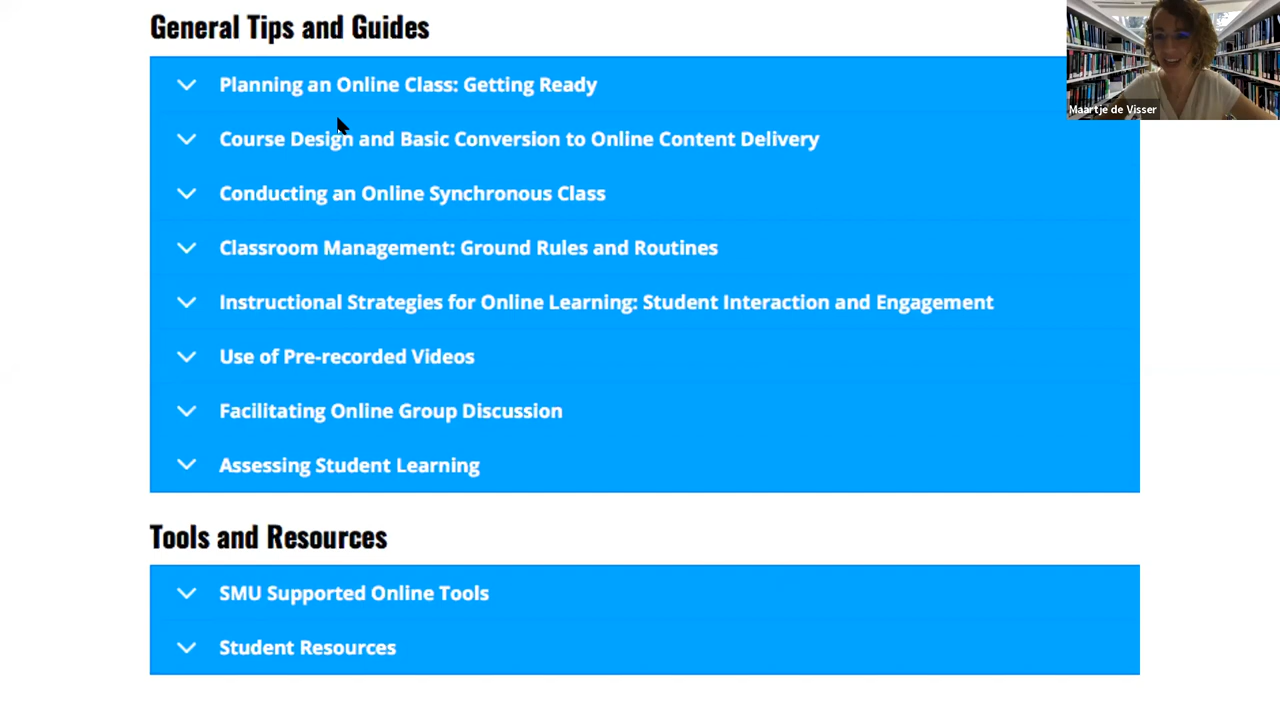 General Tips and Guides
Planning an Online Class: Getting Ready
Course Design and Basic Conversion to Online Content Delivery
Conducting an Online Synchronous Class
Classroom Management: Ground Rules and Routines
Instructional Strategies for Online Learning: Student Interaction and Engagement
Use of Pre-recorded Videos
Facilitating Online Group Discussion
Assessing Student Learning
Tools and Resources
SMU Supported Online Tools
Student Resources
Maartje de Visser